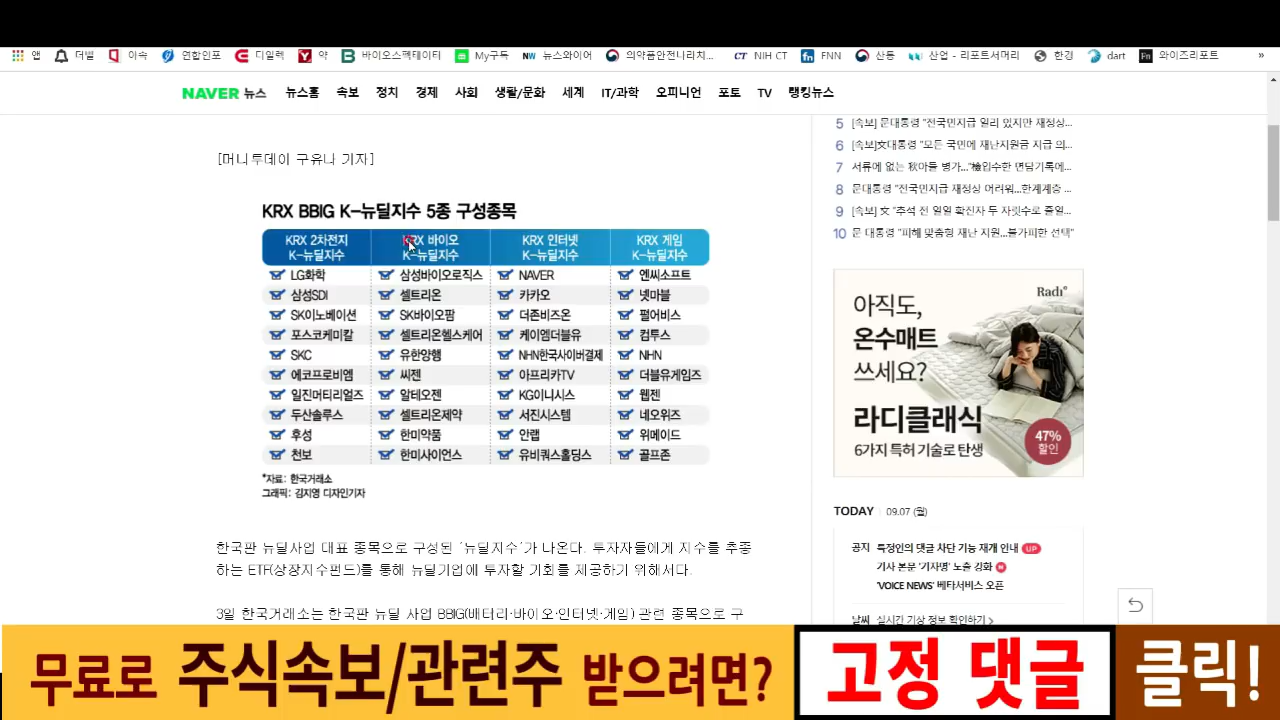 앱 더벨 아속 연합인포 디일렉 약 바이오스펙테이터 My구독 NW 뉴스와이어 의약품안전나라치... CT NIH CT FNN 산통 산업 - 리포트서머리 한경 dart Fn 와이즈리포트 »
NAVER 뉴스 뉴스홈 속보 정치 경제 사회 생활/문화 세계 IT/과학 오피니언 포토 TV 랭킹뉴스
[머니투데이 구유나 기자]
KRX BBIG K-뉴딜지수 5종 구성종목
KRX 2차전지 KRX 바이오 KRX 인터넷 KRX 게임
K-뉴딜지수 K-뉴딜지수 K-뉴딜지수 K-뉴딜지수
LG화학 삼성바이오로직스 NAVER 엔씨소프트
삼성SDI 셀트리온 카카오 넷마블
SK이노베이션 SK바이오팜 더존비즈온 펄어비스
포스코케미칼 셀트리온헬스케어 케이엠더블유 컴투스
SKC 유한양행 NHN한국사이버결제 NHN
에코프로비엠 씨젠 아프리카TV 더블유게임즈
일진머티리얼즈 알테오젠 KG이니시스 웹젠
두산솔루스 셀트리온제약 서진시스템 네오위즈
후성 한미약품 안랩 위메이드
천보 한미사이언스 유비쿼스홀딩스 골프존
*자료: 한국거래소
그래픽: 김지영 디자인기자
한국판 뉴딜사업 대표 종목으로 구성된 '뉴딜지수'가 나온다. 투자자들에게 지수를 추종
하는 ETF(상장지수펀드)를 통해 뉴딜기업에 투자할 기회를 제공하기 위해서다.
3일 한국거래소는 한국판 뉴딜 사업 BBIG(배터리·바이오·인터넷·게임) 관련 종목으로 구
5 [속보] 문대통령 "전국민지급 일리 있지만 재정상...
6 [속보]文대통령 "모든 국민에 재난지원금 지급 의...
7 서류에 없는 秋아들 병가..."檢입수한 면담기록에...
8 문대통령 "전국민지급 재정상 어려워...한계계층 ...
9 [속보] 文 "추석 전 일일 확진자 두 자릿수로 줄일...
10 문 대통령 "피해 맞춤형 재난 지원...불가피한 선택"
Radi
아직도,
온수매트
쓰세요?
라디클래식
6가지 특허 기술로 탄생
47%
할인
TODAY 09.07 (월)
공지 특정인의 댓글 차단 기능 재개 안내 UP
기사 본문 '기자명' 노출 강화 N
'VOICE NEWS' 베타서비스 오픈
날씨 실시간 기상 정보 확인하기 >
무료로 주식속보/관련주 받으려면? 고정 댓글 클릭!